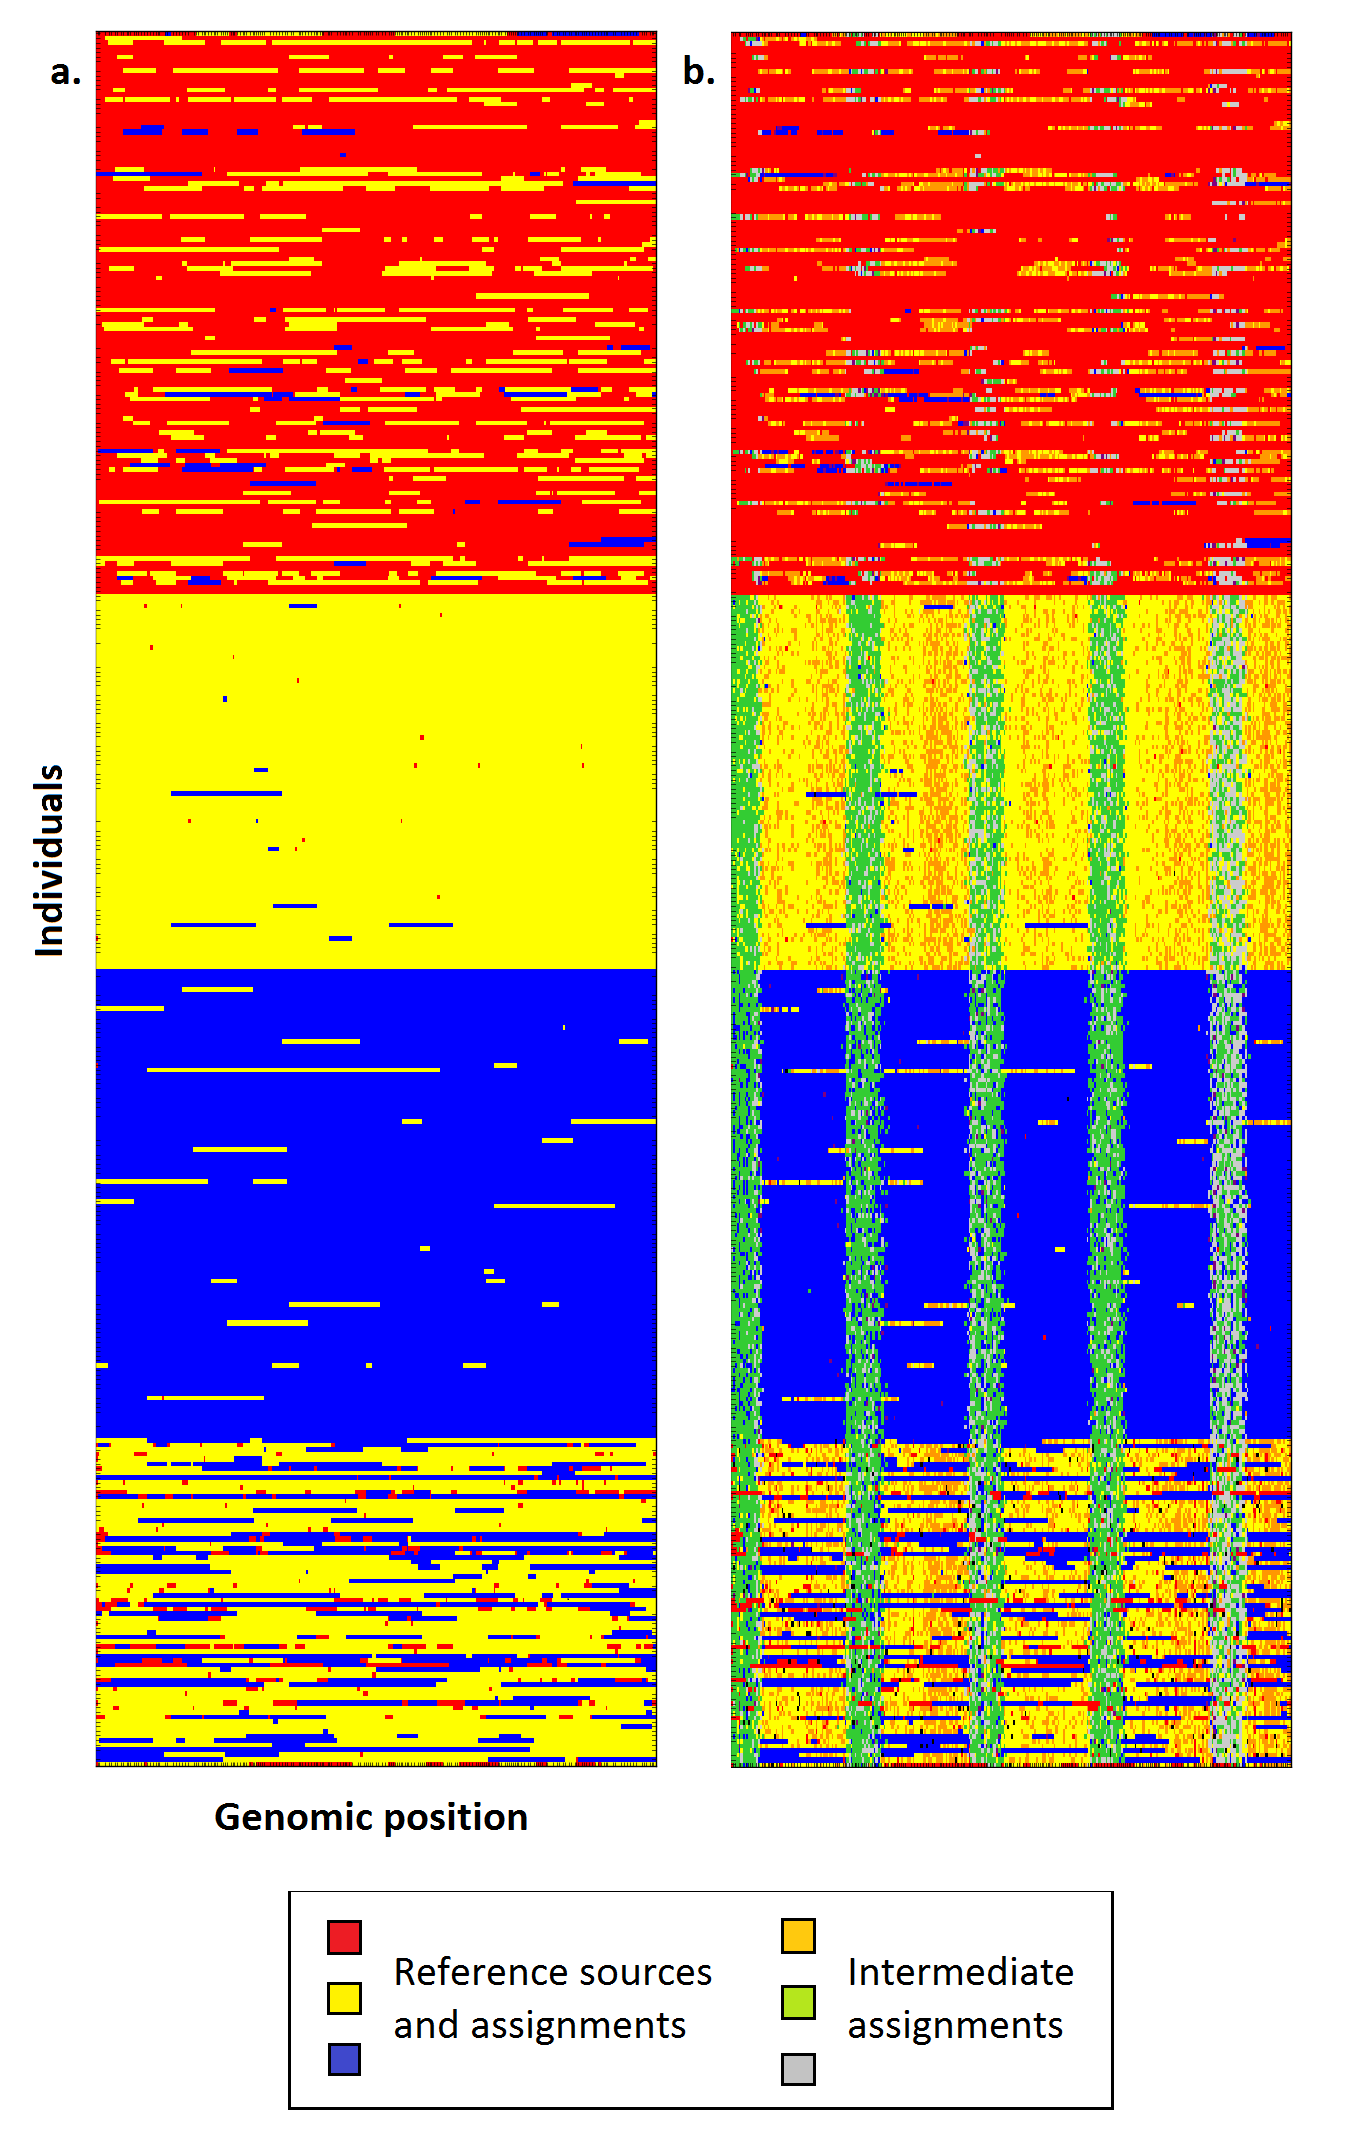 a.
b.
Individuals
Genomic position
Reference sources
and assignments
Intermediate
assignments